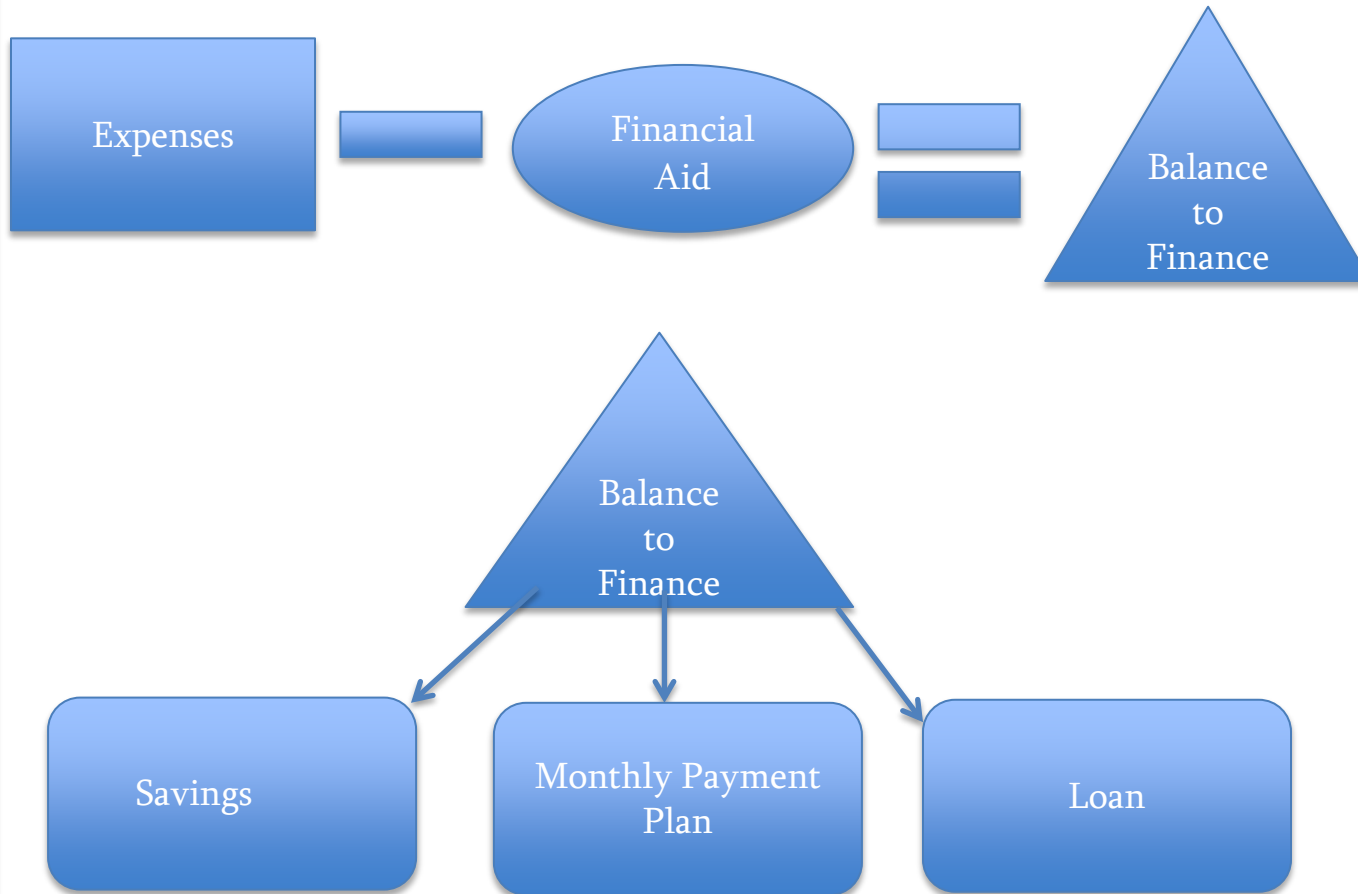 Expenses
Financial
Aid
Balance
to
Finance
Balance
to
Finance
Savings
Monthly Payment
Plan
Loan